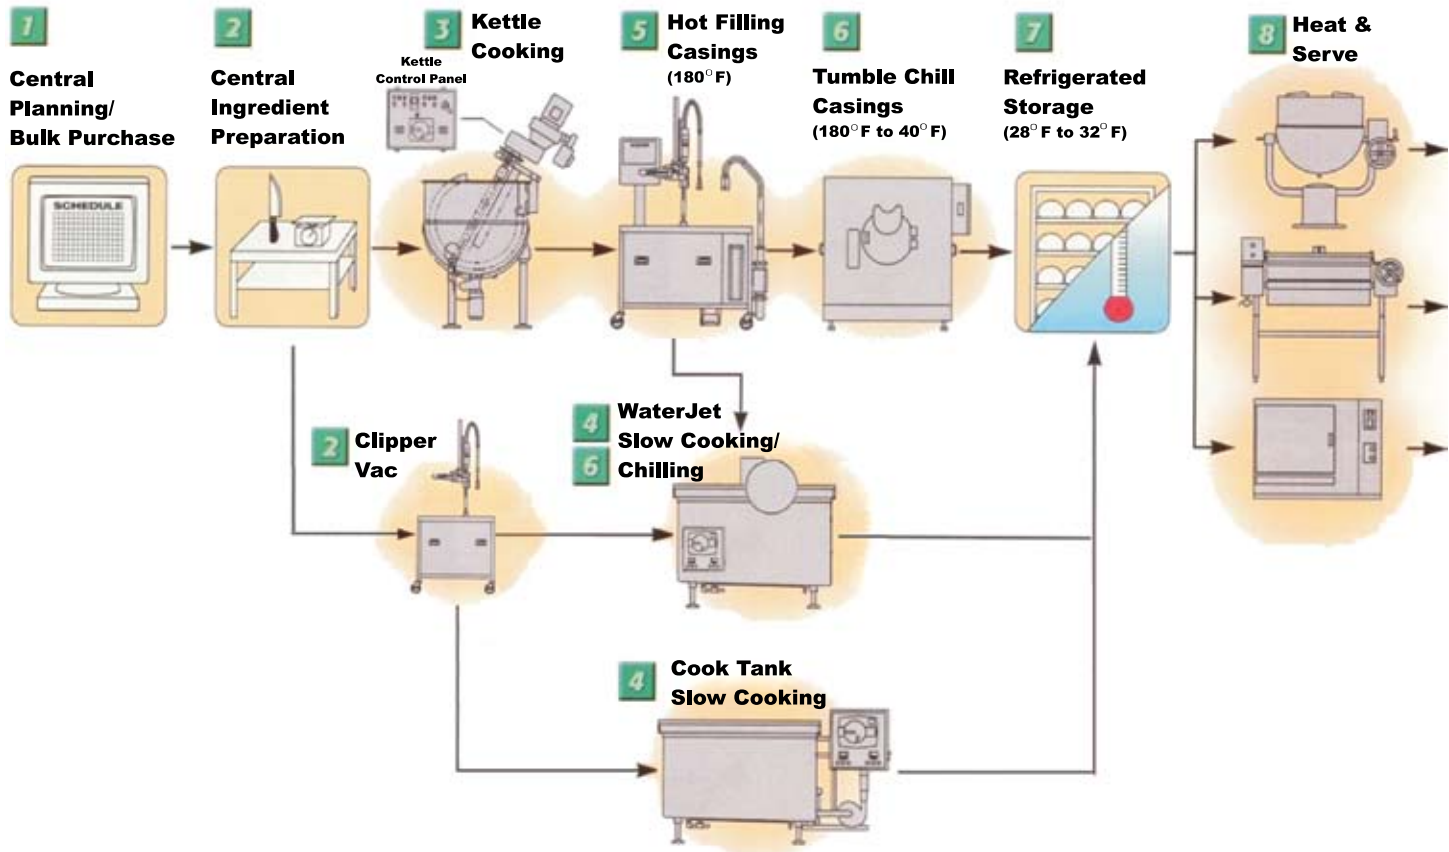 1
Central
Planning/
Bulk Purchase
SCHEDULE
2
Central
Ingredient
Preparation
3
Kettle
Cooking
Kettle
Control Panel
5
Hot Filling
Casings
(180°F)
6
Tumble Chill
Casings
(180°F to 40°F)
7
Refrigerated
Storage
(28°F to 32°F)
8
Heat &
Serve
2
Clipper
Vac
4
6
WaterJet
Slow Cooking/
Chilling
4
Cook Tank
Slow Cooking